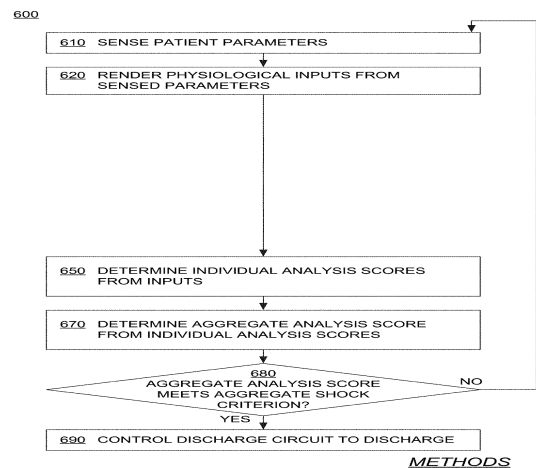 600
610 SENSE PATIENT PARAMETERS
620 RENDER PHYSIOLOGICAL INPUTS FROM
SENSED PARAMETERS
650 DETERMINE INDIVIDUAL ANALYSIS SCORES
FROM INPUTS
670 DETERMINE AGGREGATE ANALYSIS SCORE
FROM INDIVIDUAL ANALYSIS SCORES
680
AGGREGATE ANALYSIS SCORE
MEETS AGGREGATE SHOCK
CRITERION?
NO
YES
690 CONTROL DISCHARGE CIRCUIT TO DISCHARGE
METHODS